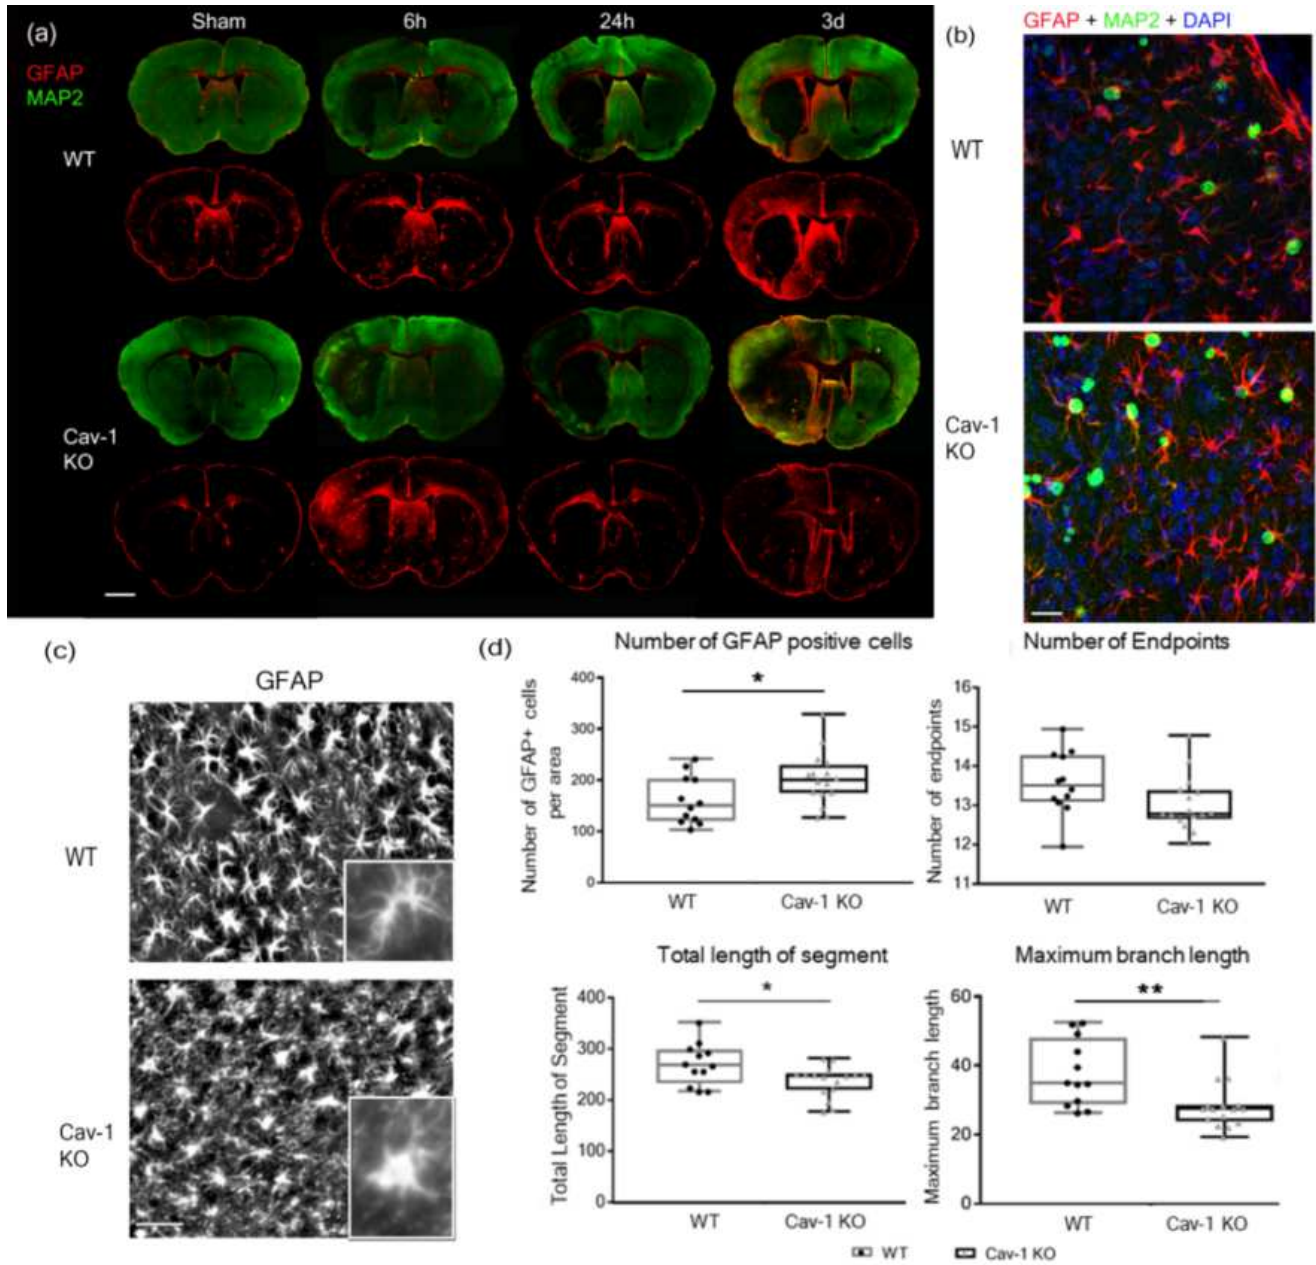 (a)
Sham 6h 24h 3d
GFAP
MAP2
WT
Cav-1
KO
(b)
GFAP + MAP2 + DAPI
WT
Cav-1
KO
(c)
GFAP
WT
Cav-1
KO
(d)
Number of GFAP positive cells
Number of GFAP+ cells
per area
400
300
200
100
0
*
WT Cav-1 KO
Number of Endpoints
Number of endpoints
16
15
14
13
12
11
WT Cav-1 KO
Total length of segment
Total Length of Segment
400
300
200
100
0
*
WT Cav-1 KO
Maximum branch length
Maximum branch length
60
40
20
0
**
WT Cav-1 KO
WT Cav-1 KO